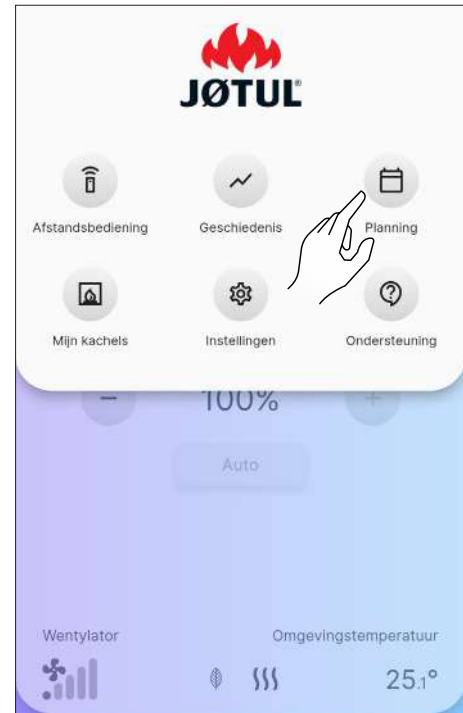 JØTUL®
Afstandsbediening Geschiedenis Planning
Mijn kachels Instellingen Ondersteuning
− 100% +
Auto
Wentylator Omgevingstemperatuur
25.1°